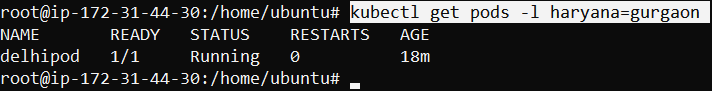 root@ip-172-31-44-30:/home/ubuntu# kubectl get pods -l haryana=gurgaon
NAME       READY   STATUS    RESTARTS   AGE
delhipod   1/1     Running   0          18m
root@ip-172-31-44-30:/home/ubuntu#